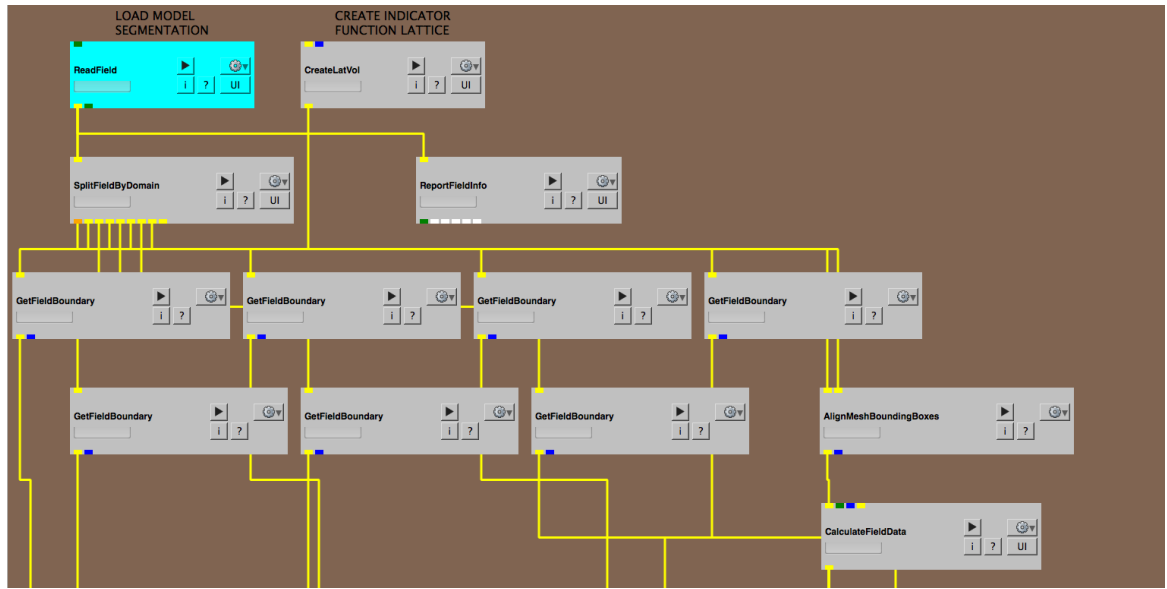 LOAD MODEL
SEGMENTATION
CREATE INDICATOR
FUNCTION LATTICE
ReadField
i ? UI
CreateLatVol
i ? UI
SplitFieldByDomain
i ? UI
ReportFieldInfo
i ? UI
GetFieldBoundary
i ?
GetFieldBoundary
i ?
GetFieldBoundary
i ?
GetFieldBoundary
i ?
GetFieldBoundary
i ?
GetFieldBoundary
i ?
GetFieldBoundary
i ?
AlignMeshBoundingBoxes
i ?
CalculateFieldData
i ? UI